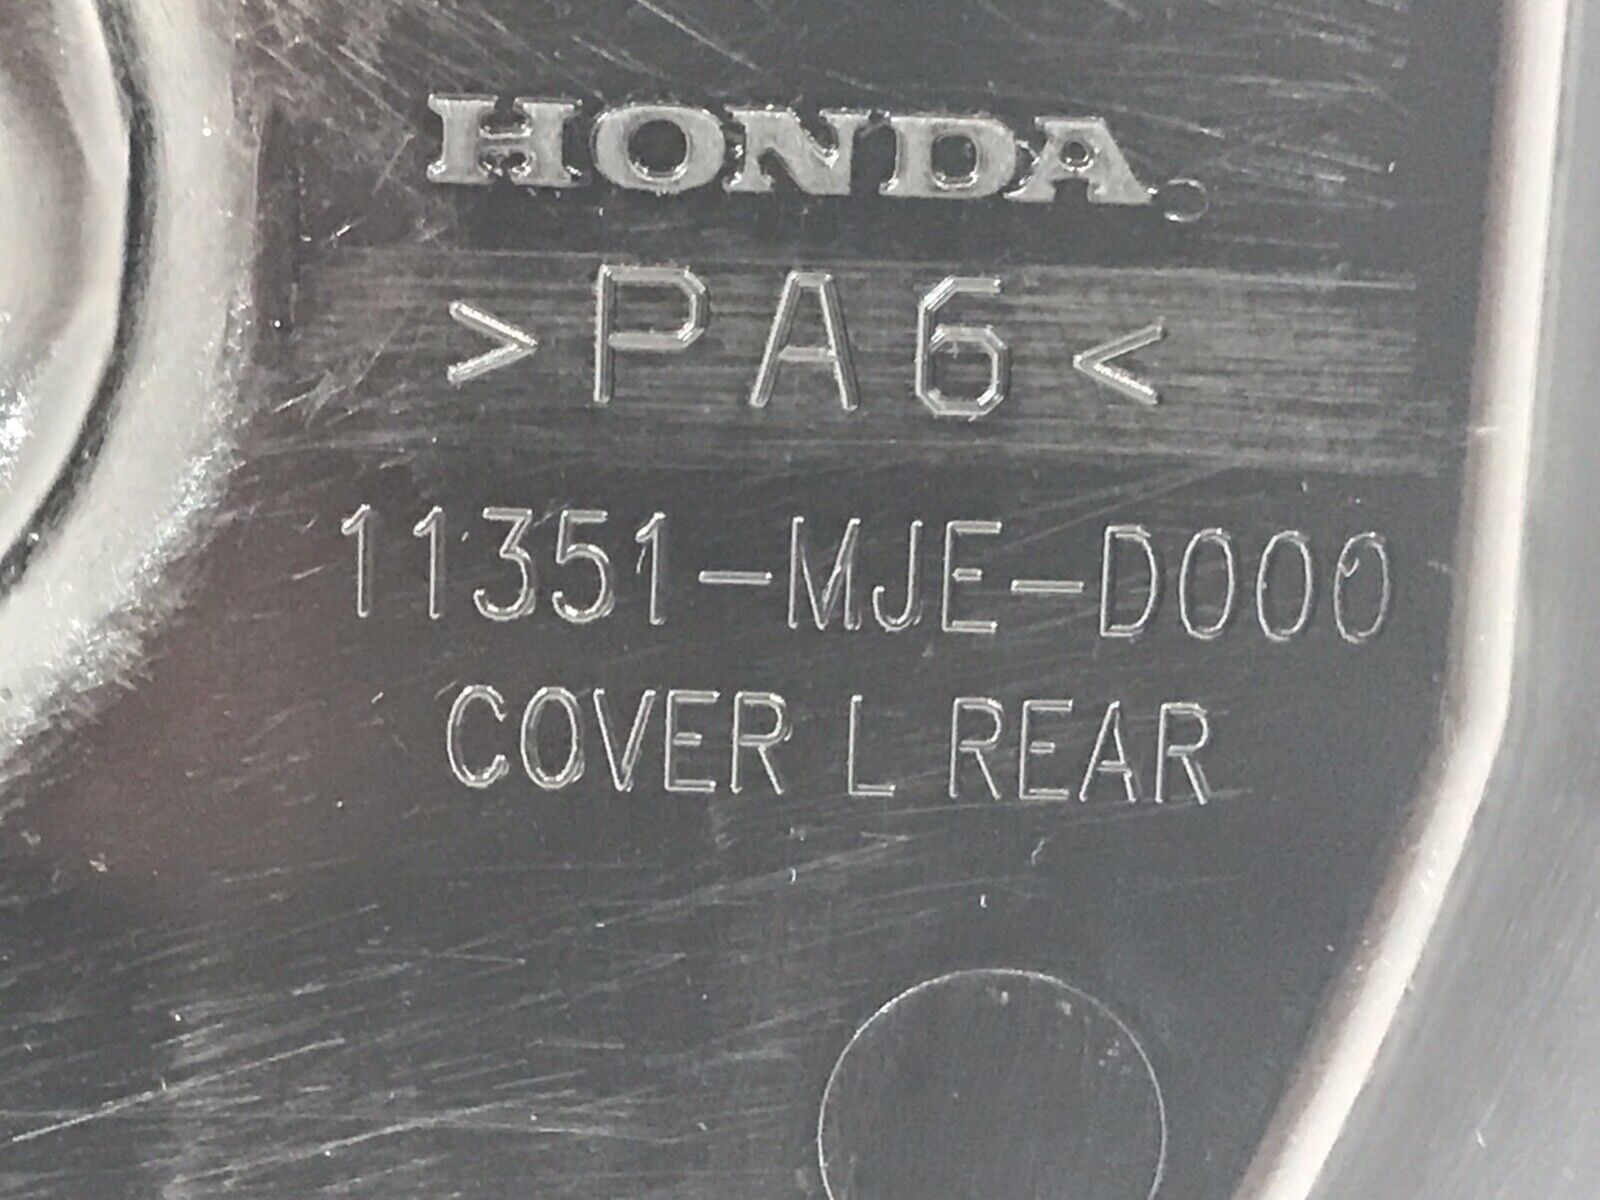 HONDA
>PA6<
11351-MJE-D000
COVER L REAR